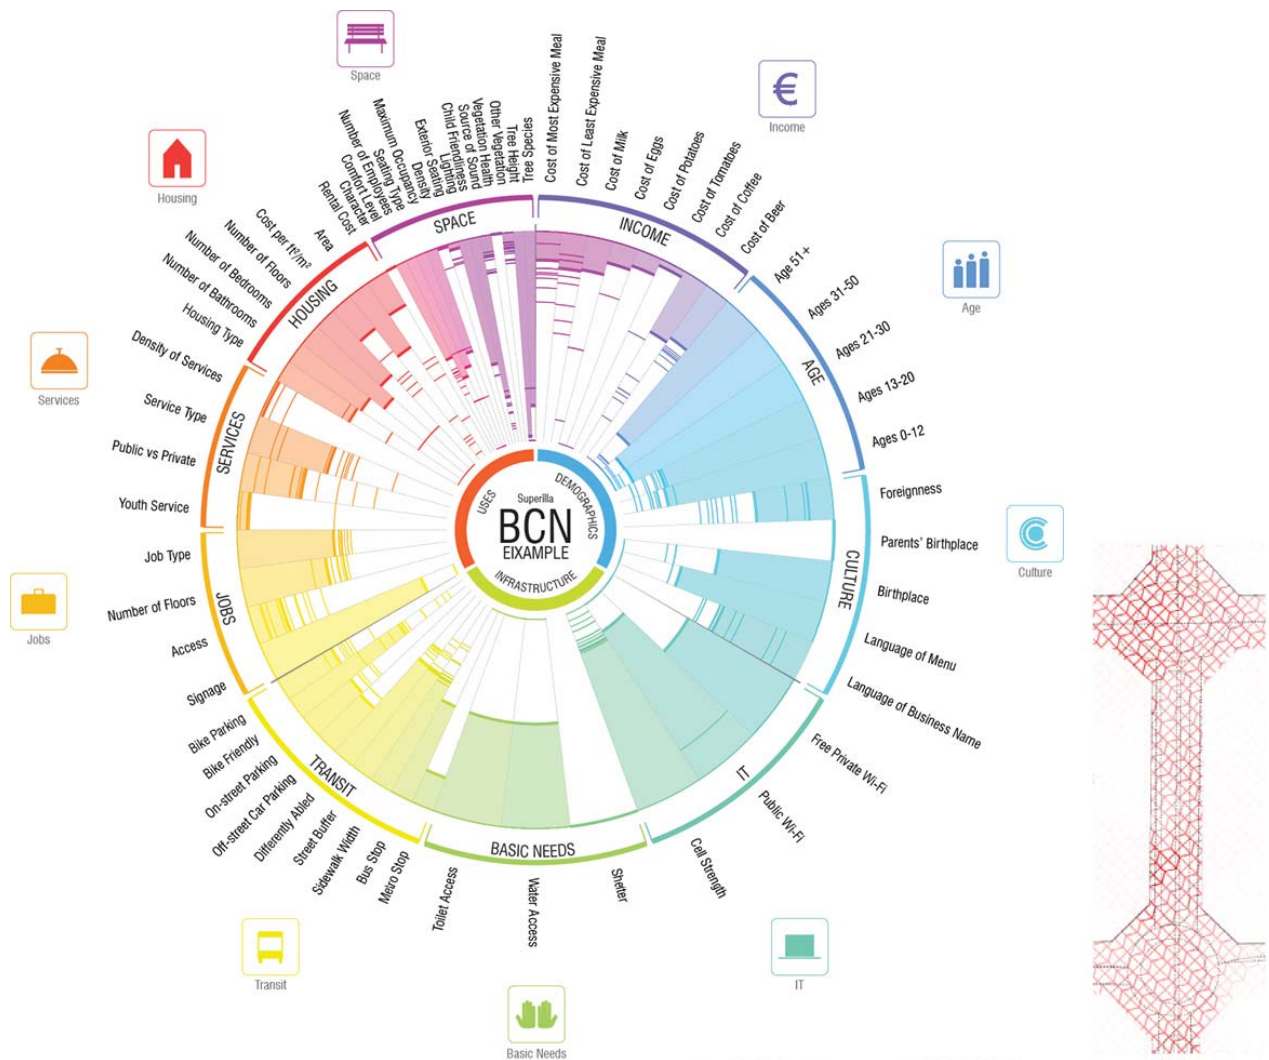 Space
Income
Housing
Age
Services
Culture
Jobs
Transit
IT
Basic Needs
SPACE
INCOME
AGE
CULTURE
IT
BASIC NEEDS
TRANSIT
JOBS
SERVICES
HOUSING
Cost of Most Expensive Meal
Cost of Least Expensive Meal
Cost of Milk
Cost of Eggs
Cost of Potatoes
Cost of Tomatoes
Cost of Coffee
Cost of Beer
Age 51+
Ages 31-50
Ages 21-30
Ages 13-20
Ages 0-12
Foreignness
Parents' Birthplace
Birthplace
Language of Menu
Language of Business Name
Free Private Wi-Fi
Public Wi-Fi
Cell Strength
Shelter
Water Access
Toilet Access
Metro Stop
Bus Stop
Sidewalk Width
Street Buffer
Differently Abled
Off-street Car Parking
On-street Parking
Bike Friendly
Bike Parking
Signage
Access
Number of Floors
Job Type
Youth Service
Public vs Private
Service Type
Density of Services
Housing Type
Number of Bathrooms
Number of Bedrooms
Number of Floors
Cost per ft²/m²
Area
Rental Cost
Character
Comfort Level
Number of Employees
Seating Type
Maximum Occupancy
Density
Exterior Seating
Lighting
Child Friendliness
Source of Sound
Vegetation Health
Other Vegetation
Tree Height
Tree Species
USES
DEMOGRAPHICS
INFRASTRUCTURE
Superilla
BCN
EIXAMPLE